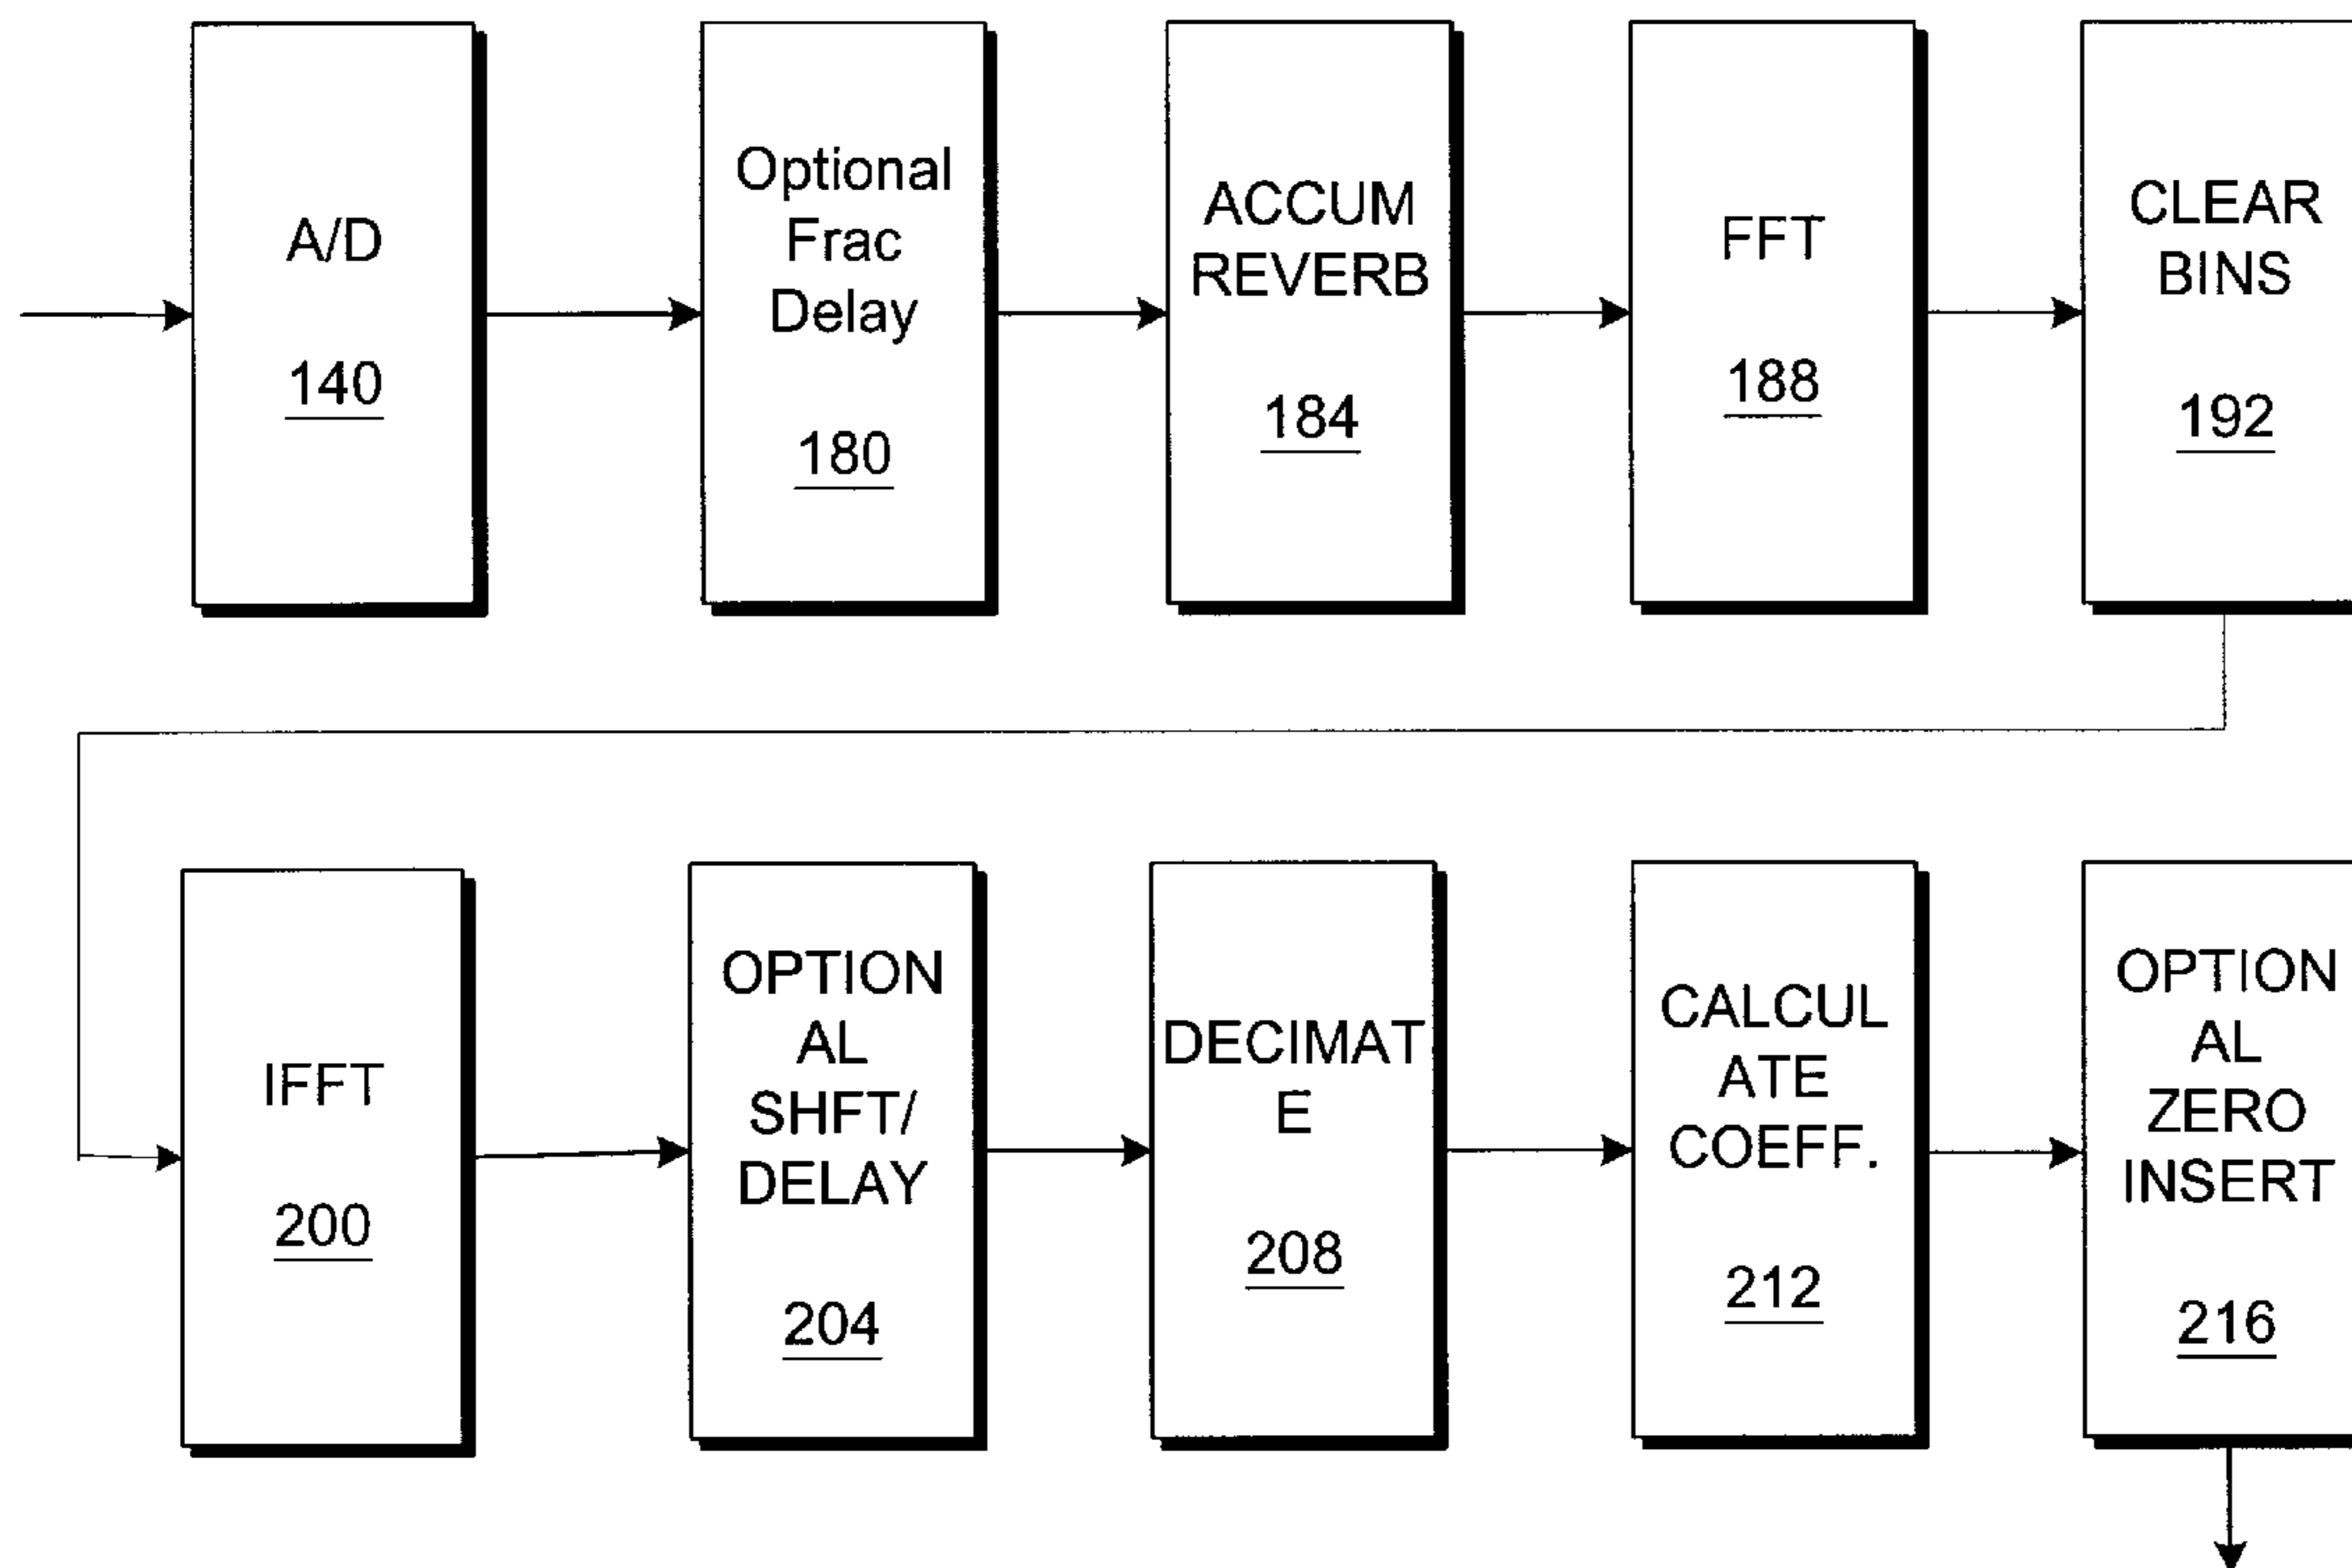 A/D
140
Optional
Frac
Delay
180
ACCUM
REVERB
184
FFT
188
CLEAR
BINS
192
IFFT
200
OPTION
AL
SHFT/
DELAY
204
DECIMAT
E
208
CALCUL
ATE
COEFF.
212
OPTION
AL
ZERO
INSERT
216